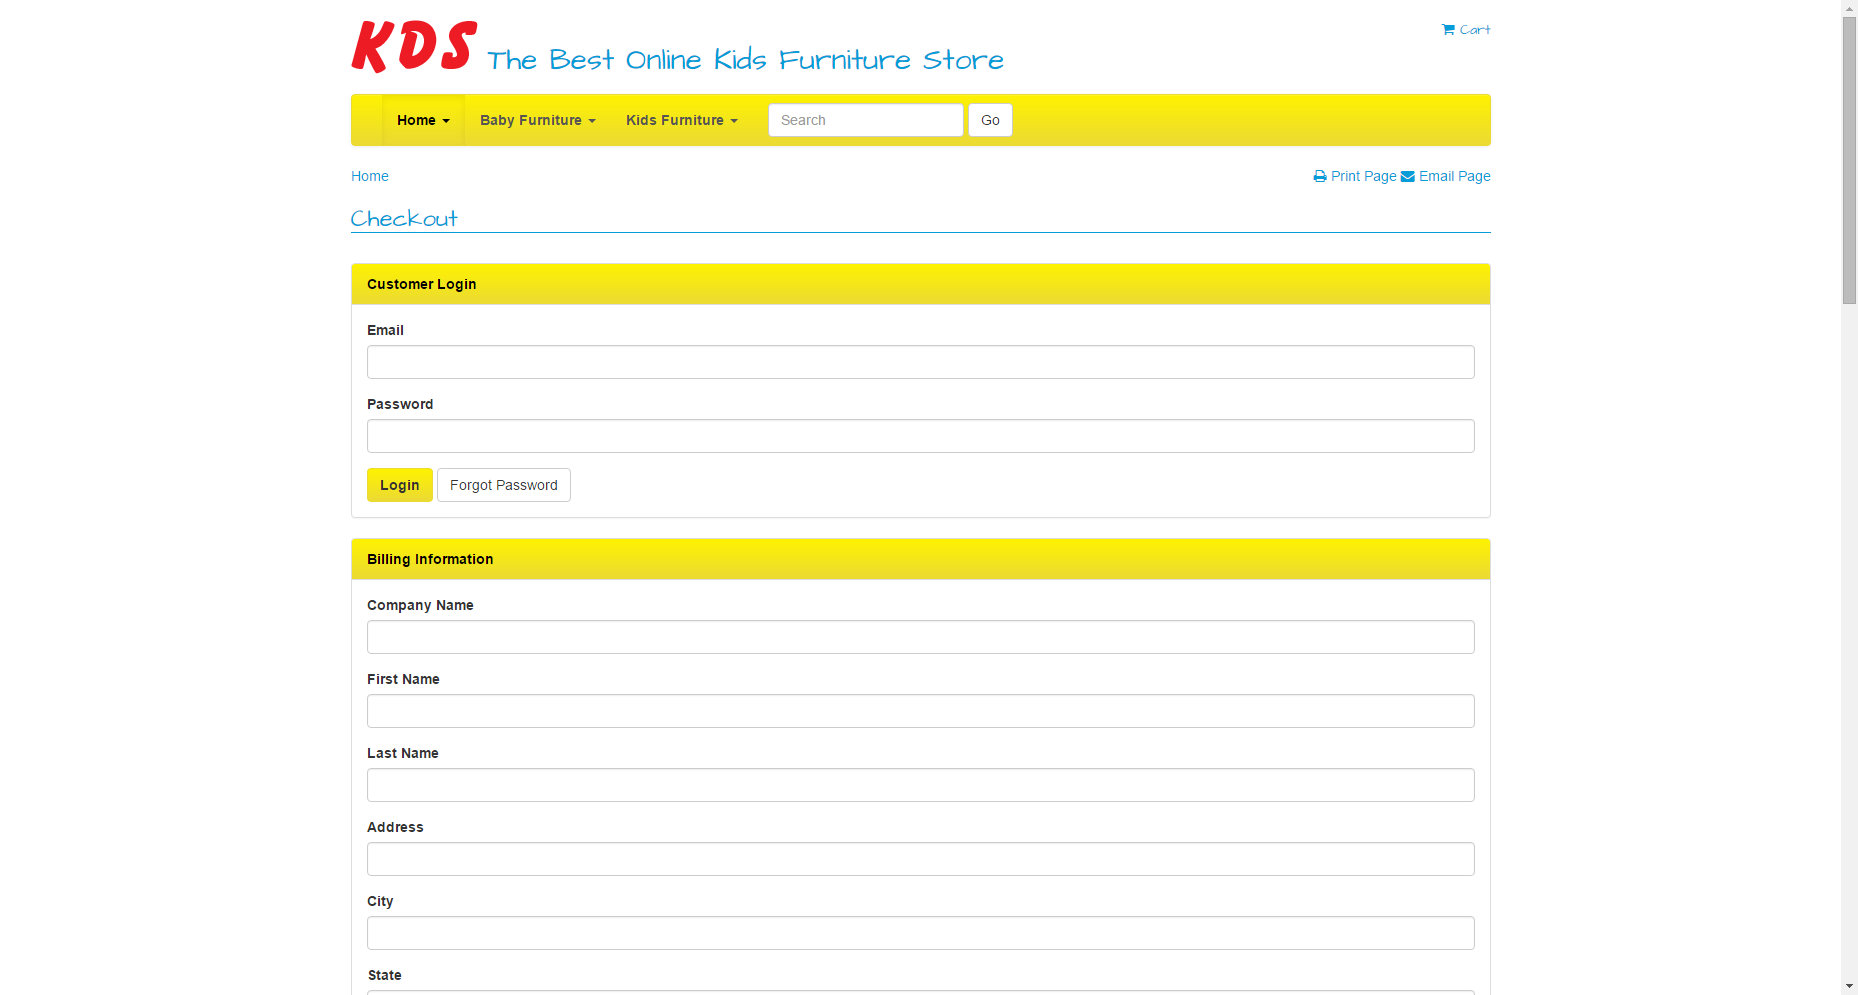 KDS The Best Online Kids Furniture Store
Cart
Home Baby Furniture Kids Furniture Search Go
Home
Print Page Email Page
Checkout
Customer Login
Email
Password
Login Forgot Password
Billing Information
Company Name
First Name
Last Name
Address
City
State